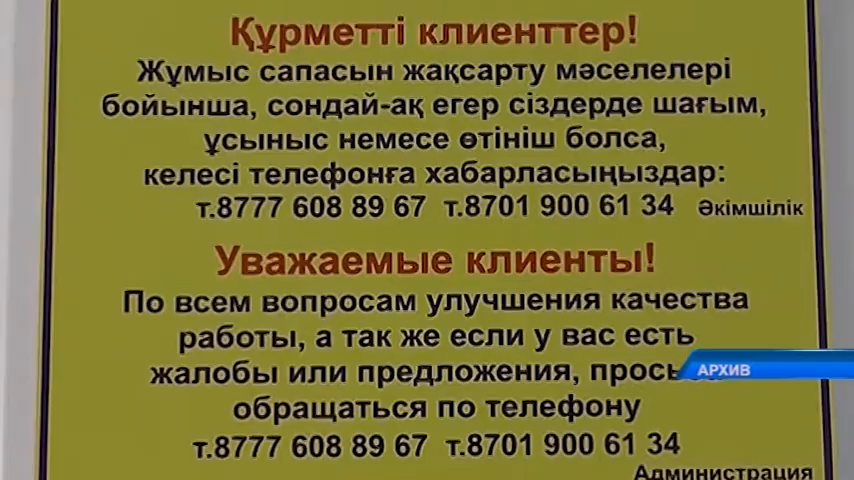 Құрметті клиенттер!
Жұмыс сапасын жақсарту мәселелері
бойынша, сондай-ақ егер сіздерде шағым,
ұсыныс немесе өтініш болса,
келесі телефонға хабарласыңыздар:
т.8777 608 89 67 т.8701 900 61 34 Әкімшілік
Уважаемые клиенты!
По всем вопросам улучшения качества
работы, а так же если у вас есть
жалобы или предложения,
АРХИВ
обращаться по телефону
т.8777 608 89 67 т.8701 900 61 34
Администрация